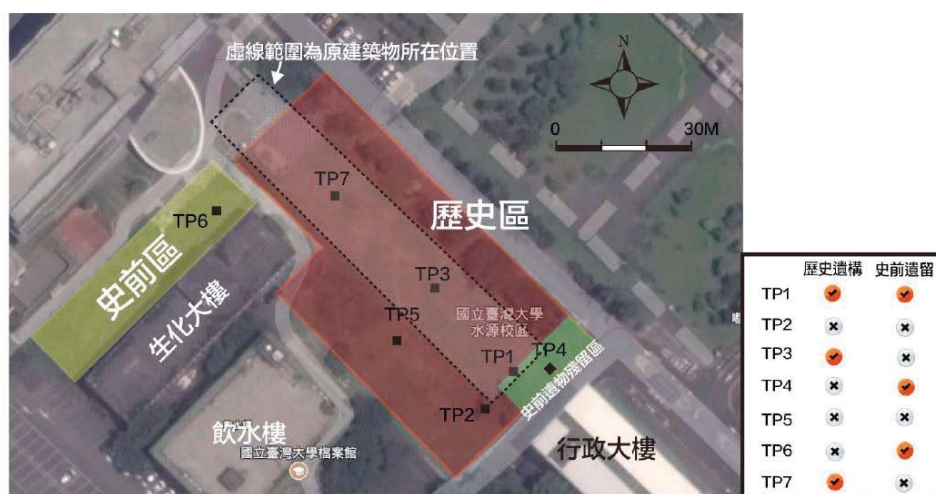 虛線範圍為原建築物所在位置
N
0 30M
TP7
歷史區
TP6
史前區
TP3
生化大樓
國立臺灣大學
水源校區
TP5
TP1
TP4
史前遺物殘留區
TP2
飲水樓
行政大樓
國立臺灣大學檔案館
歷史遺構 史前遺留
TP1
TP2
TP3
TP4
TP5
TP6
TP7